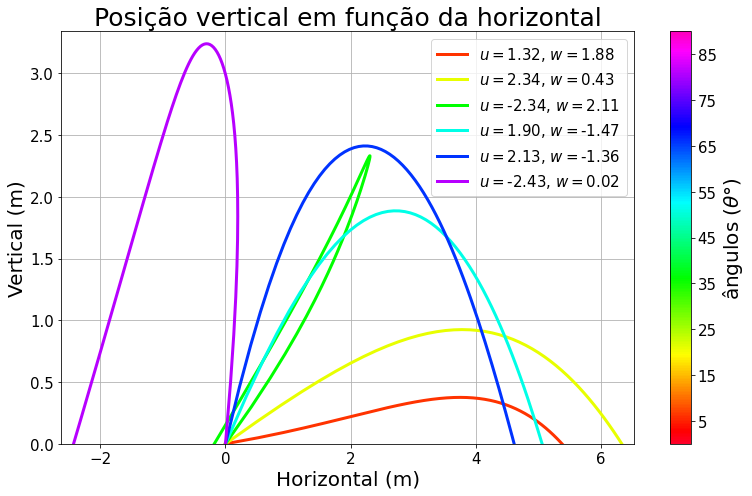 Posição vertical em função da horizontal
u = 1.32, w = 1.88
u = 2.34, w = 0.43
u = -2.34, w = 2.11
u = 1.90, w = -1.47
u = 2.13, w = -1.36
u = -2.43, w = 0.02
Vertical (m)
3.0
2.5
2.0
1.5
1.0
0.5
0.0
−2 0 2 4 6
Horizontal (m)
85
75
65
55
45
35
25
15
5
ângulos (θ°)